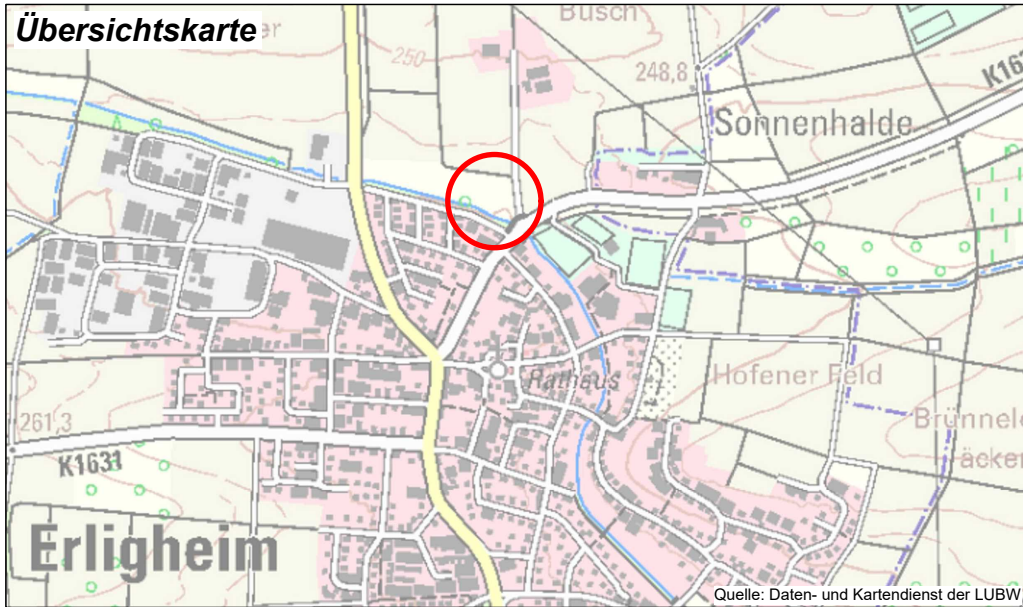 Übersichtskarte
er
Busch
250
248,8
K16
Sonnenhalde
Rathaus
Hofener Feld
Brünnele
äcker
261,3
K1631
Erligheim
Quelle: Daten- und Kartendienst der LUBW